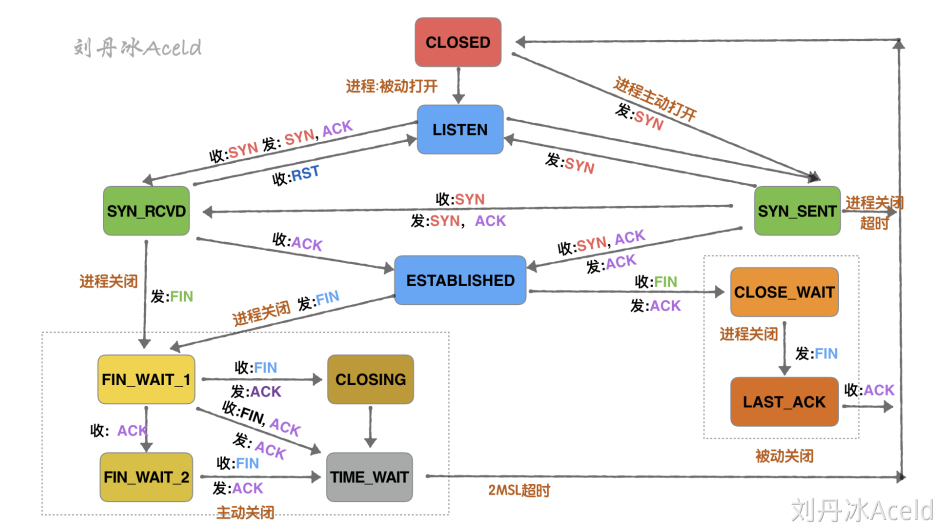 刘丹冰Aceld
CLOSED
进程:被动打开
进程主动打开
发:SYN
LISTEN
收:SYN 发: SYN, ACK
收:RST
发:SYN
SYN_RCVD
收:SYN
发:SYN, ACK
SYN_SENT
进程关闭
超时
收:ACK
收:SYN, ACK
发:ACK
ESTABLISHED
进程关闭
发:FIN
进程关闭 发:FIN
收:FIN
发:ACK
CLOSE_WAIT
进程关闭
发:FIN
LAST_ACK
收:ACK
被动关闭
FIN_WAIT_1
收:FIN
发:ACK
CLOSING
收:FIN, ACK
发:ACK
收: ACK
FIN_WAIT_2
收:FIN
发:ACK
TIME_WAIT
2MSL超时
主动关闭
刘丹冰Aceld